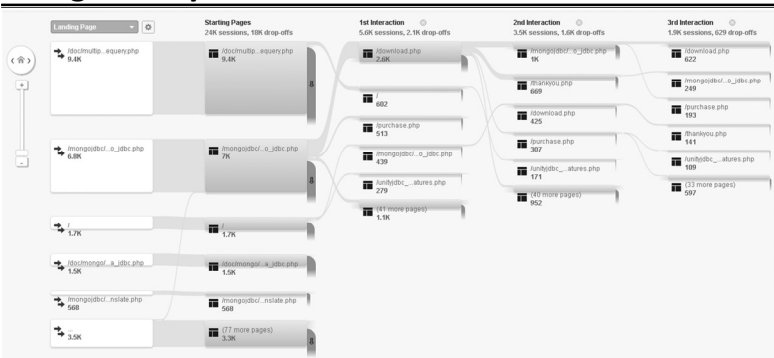 Landing Page
Starting Pages
24K sessions, 18K drop-offs
1st Interaction
5.6K sessions, 2.1K drop-offs
2nd Interaction
3.5K sessions, 1.6K drop-offs
3rd Interaction
1.9K sessions, 629 drop-offs
/doc/multip...equery.php
9.4K
/mongojdbc/...o_jdbc.php
6.8K
/
1.7K
/doc/mongo/...a_jdbc.php
1.5K
/mongojdbc/...nslate.php
568
...
3.5K
/doc/multip...equery.php
9.4K
/mongojdbc/...o_jdbc.php
7K
/
1.7K
/doc/mongo/...a_jdbc.php
1.5K
/mongojdbc/...nslate.php
568
(77 more pages)
3.3K
/download.php
2.6K
/
602
/purchase.php
513
/mongojdbc/...o_jdbc.php
439
/unityjdbc_...atures.php
279
(41 more pages)
1.1K
/mongojdbc/...o_jdbc.php
1K
/thankyou.php
669
/download.php
425
/purchase.php
307
/unityjdbc_...atures.php
171
(40 more pages)
952
/download.php
622
/mongojdbc/...o_jdbc.php
249
/purchase.php
193
/thankyou.php
141
/unityjdbc_...atures.php
109
(33 more pages)
597